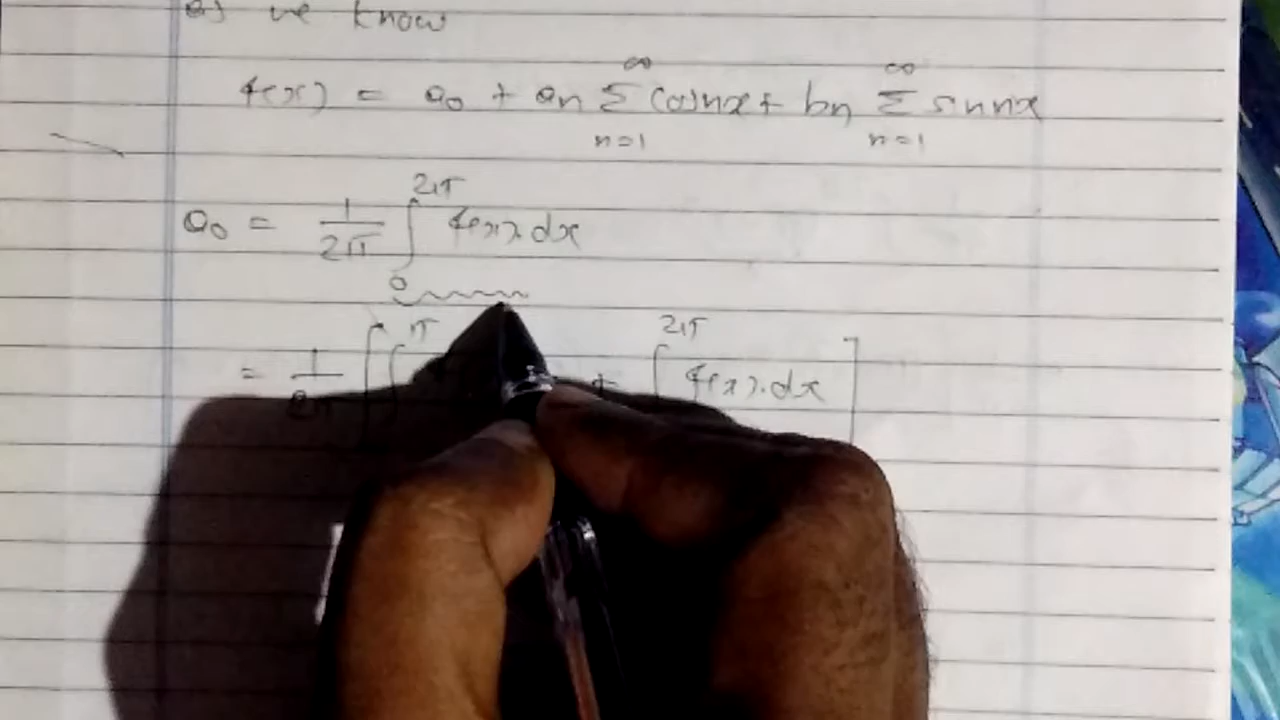 as we know
f(x) = a₀ + aₙ ∞ Σ n=1 cosnx + bₙ ∞ Σ n=1 sinnx
a₀ = 1/2π ∫₀^2π f(x).dx
= 1/2π [ ∫^π + ∫^2π f(x).dx ]